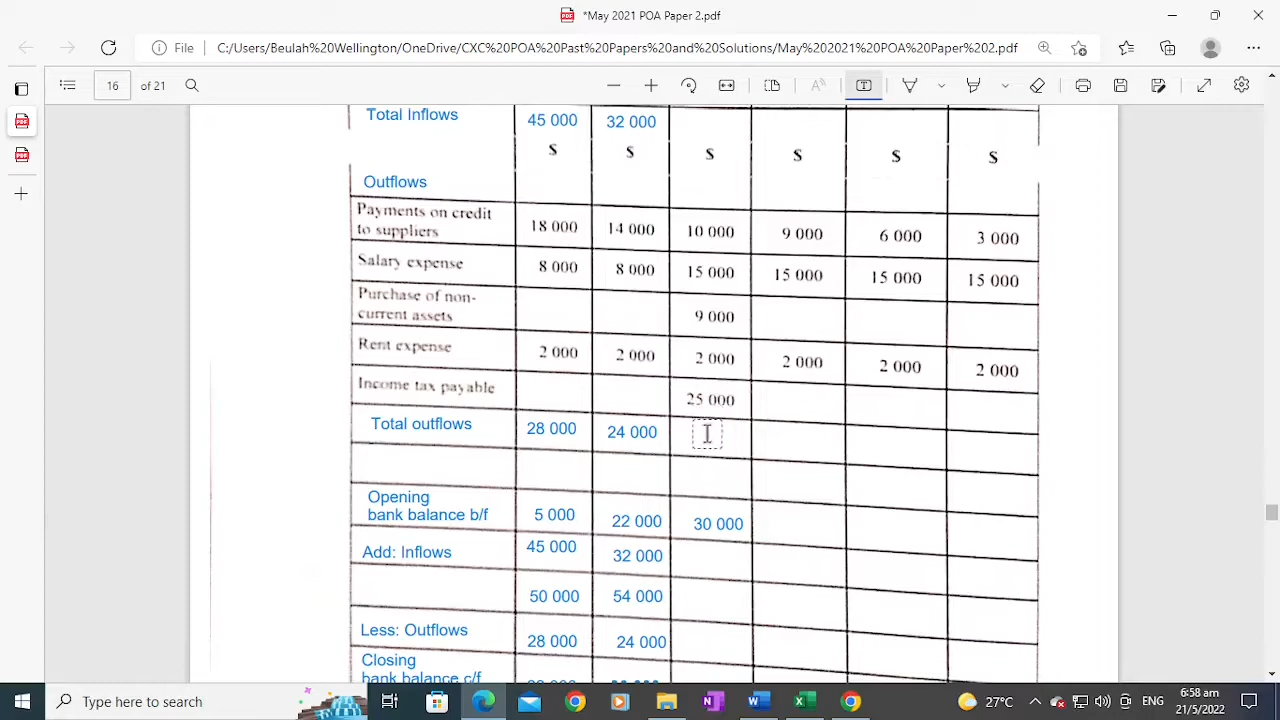 *May 2021 POA Paper 2.pdf
File C:/Users/Beulah%20Wellington/OneDrive/CXC%20POA%20Past%20Papers%20and%20Solutions/May%202021%20POA%20Paper%202.pdf
16 of 21
Total Inflows 45 000 32 000
$ $ $ $ $ $
Outflows
Payments on credit
to suppliers 18 000 14 000 10 000 9 000 6 000 3 000
Salary expense 8 000 8 000 15 000 15 000 15 000 15 000
Purchase of non-
current assets 9 000
Rent expense 2 000 2 000 2 000 2 000 2 000 2 000
Income tax payable 25 000
Total outflows 28 000 24 000
Opening
bank balance b/f 5 000 22 000 30 000
Add: Inflows 45 000 32 000
50 000 54 000
Less: Outflows 28 000 24 000
Closing
bank balance c/f
Type here to search 27°C ENG 6:58 am
21/5/2022